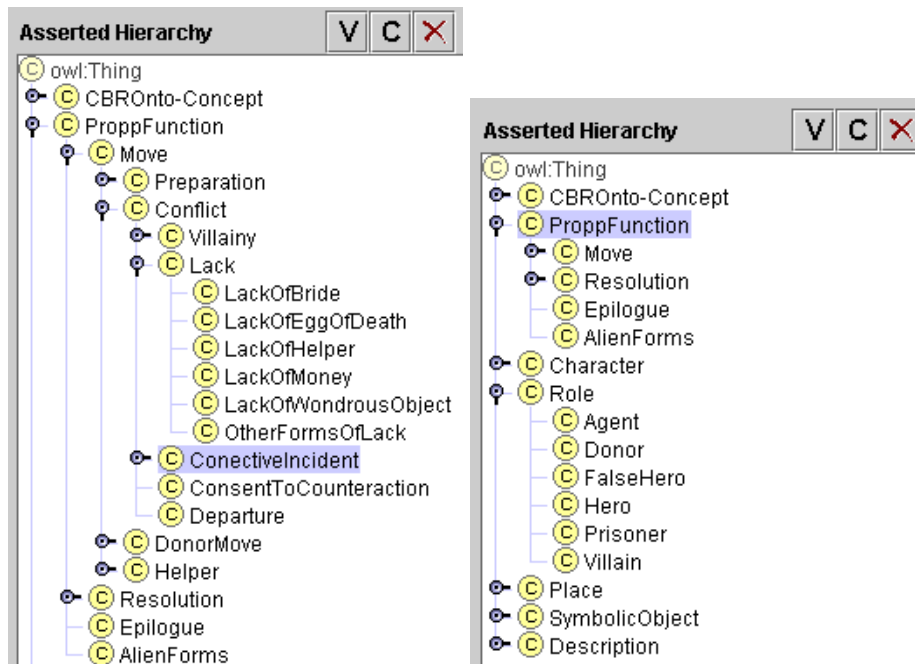 Asserted Hierarchy V C
C owl:Thing
C CBROnto-Concept
C ProppFunction
C Move
C Preparation
C Conflict
C Villainy
C Lack
C LackOfBride
C LackOfEggOfDeath
C LackOfHelper
C LackOfMoney
C LackOfWondrousObject
C OtherFormsOfLack
C ConectiveIncident
C ConsentToCounteraction
C Departure
C DonorMove
C Helper
C Resolution
C Epilogue
C AlienForms
Asserted Hierarchy V C
C owl:Thing
C CBROnto-Concept
C ProppFunction
C Move
C Resolution
C Epilogue
C AlienForms
C Character
C Role
C Agent
C Donor
C FalseHero
C Hero
C Prisoner
C Villain
C Place
C SymbolicObject
C Description